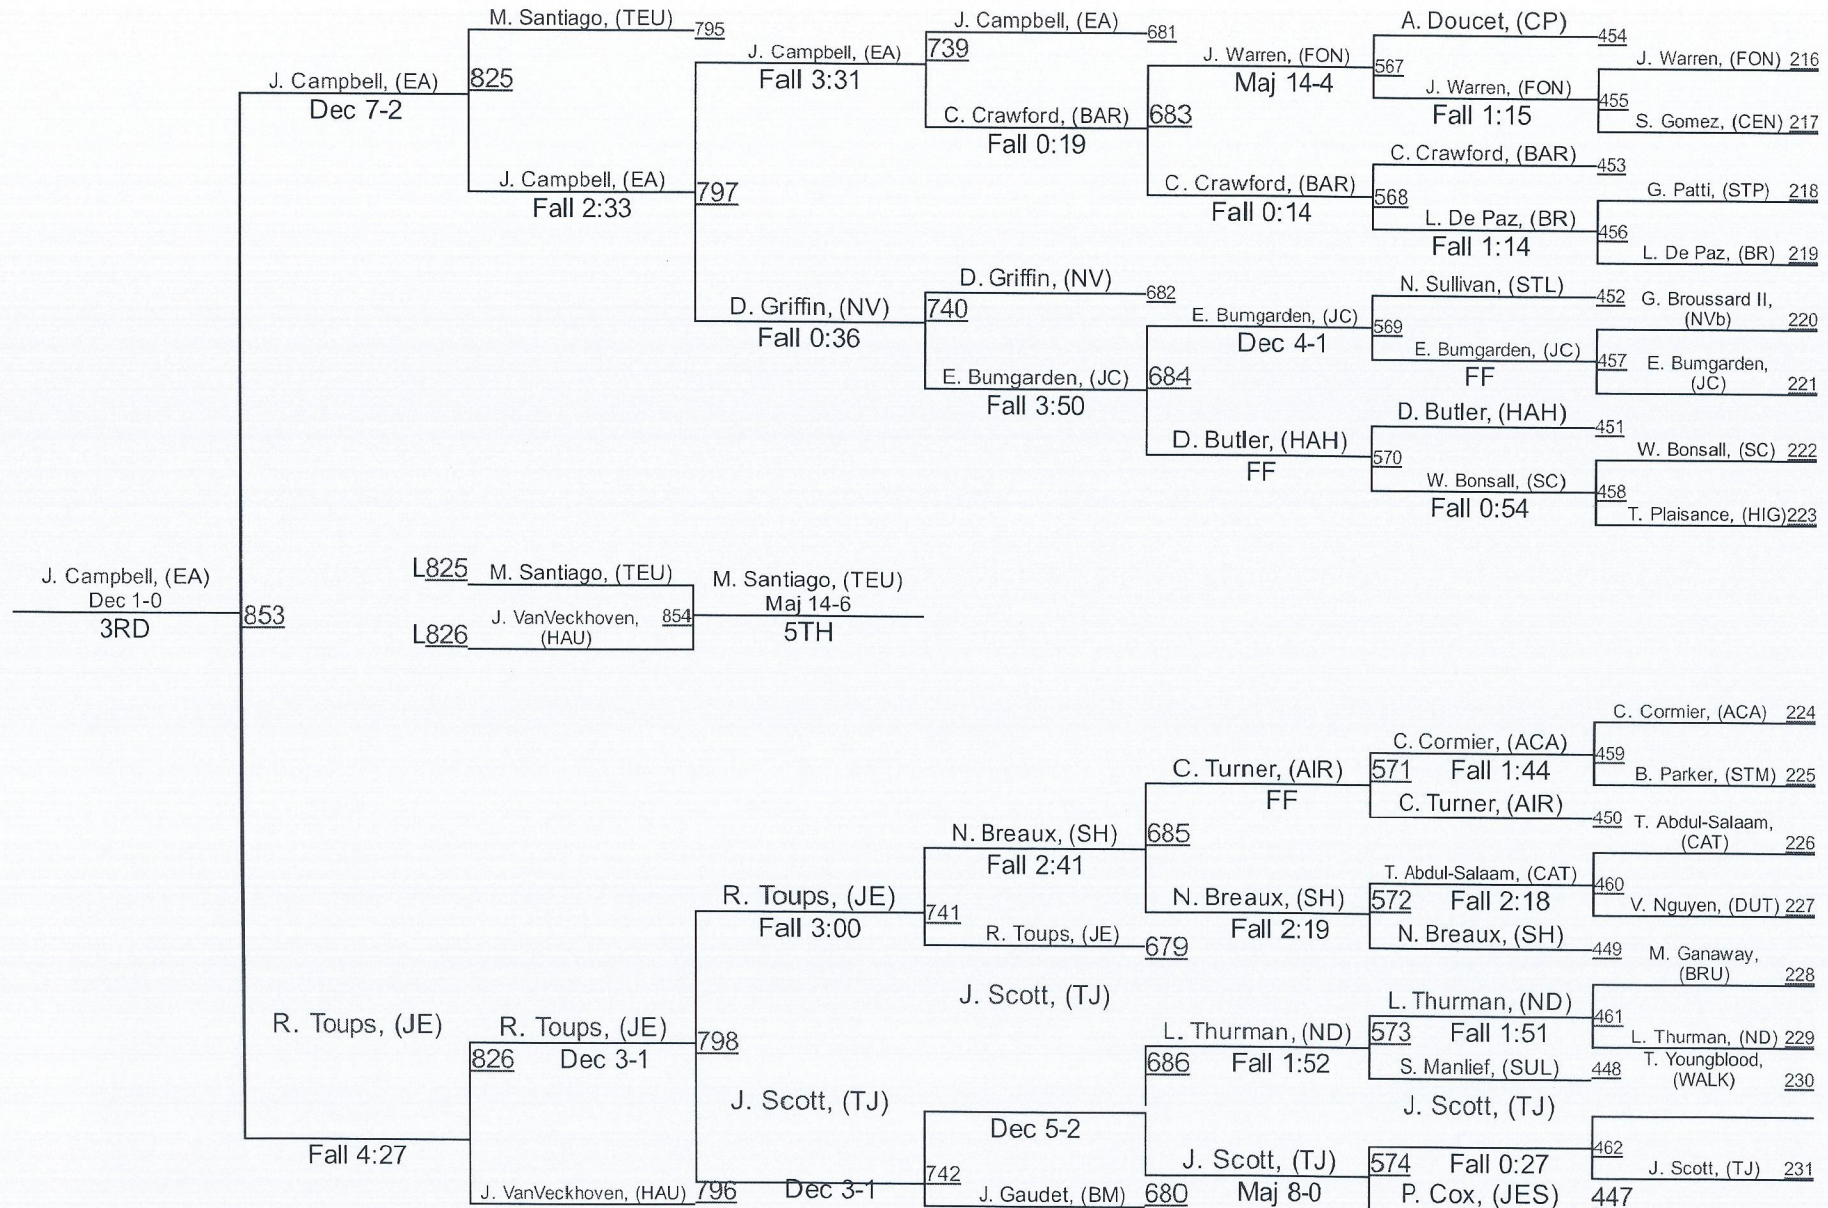 M. Santiago, (TEU)
795
J. Campbell, (EA)
Dec 7-2
825
J. Campbell, (EA)
Fall 2:33
797
J. Campbell, (EA)
Fall 3:31
739
J. Campbell, (EA)
681
C. Crawford, (BAR)
Fall 0:19
683
J. Warren, (FON)
Maj 14-4
567
A. Doucet, (CP)
454
J. Warren, (FON)
Fall 1:15
455
J. Warren, (FON) 216
S. Gomez, (CEN) 217
C. Crawford, (BAR)
Fall 0:14
568
C. Crawford, (BAR)
453
L. De Paz, (BR)
Fall 1:14
456
G. Patti, (STP) 218
L. De Paz, (BR) 219
D. Griffin, (NV)
Fall 0:36
740
D. Griffin, (NV)
682
E. Bumgarden, (JC)
Fall 3:50
684
E. Bumgarden, (JC)
Dec 4-1
569
N. Sullivan, (STL)
452
E. Bumgarden, (JC)
FF
457
G. Broussard II,
(NVb) 220
E. Bumgarden,
(JC) 221
D. Butler, (HAH)
FF
570
D. Butler, (HAH)
451
W. Bonsall, (SC)
Fall 0:54
458
W. Bonsall, (SC) 222
T. Plaisance, (HIG) 223
J. Campbell, (EA)
Dec 1-0
3RD
853
L825
M. Santiago, (TEU)
L826
J. VanVeckhoven,
(HAU)
854
M. Santiago, (TEU)
Maj 14-6
5TH
C. Cormier, (ACA) 224
B. Parker, (STM) 225
459
C. Cormier, (ACA)
Fall 1:44
571
C. Turner, (AIR)
450
C. Turner, (AIR)
FF
685
T. Abdul-Salaam,
(CAT) 226
V. Nguyen, (DUT) 227
460
T. Abdul-Salaam, (CAT)
Fall 2:18
572
N. Breaux, (SH)
449
N. Breaux, (SH)
Fall 2:19
N. Breaux, (SH)
Fall 2:41
741
R. Toups, (JE)
679
R. Toups, (JE)
Fall 3:00
798
M. Ganaway,
(BRU) 228
L. Thurman, (ND) 229
461
L. Thurman, (ND)
Fall 1:51
573
S. Manlief, (SUL)
448
L. Thurman, (ND)
Fall 1:52
686
T. Youngblood,
(WALK) 230
J. Scott, (TJ) 231
462
J. Scott, (TJ)
Fall 0:27
574
P. Cox, (JES)
447
J. Scott, (TJ)
Maj 8-0
J. Scott, (TJ)
Dec 5-2
742
J. Gaudet, (BM)
680
J. Scott, (TJ)
Dec 3-1
R. Toups, (JE)
Dec 3-1
826
J. VanVeckhoven, (HAU)
796
R. Toups, (JE)
Fall 4:27